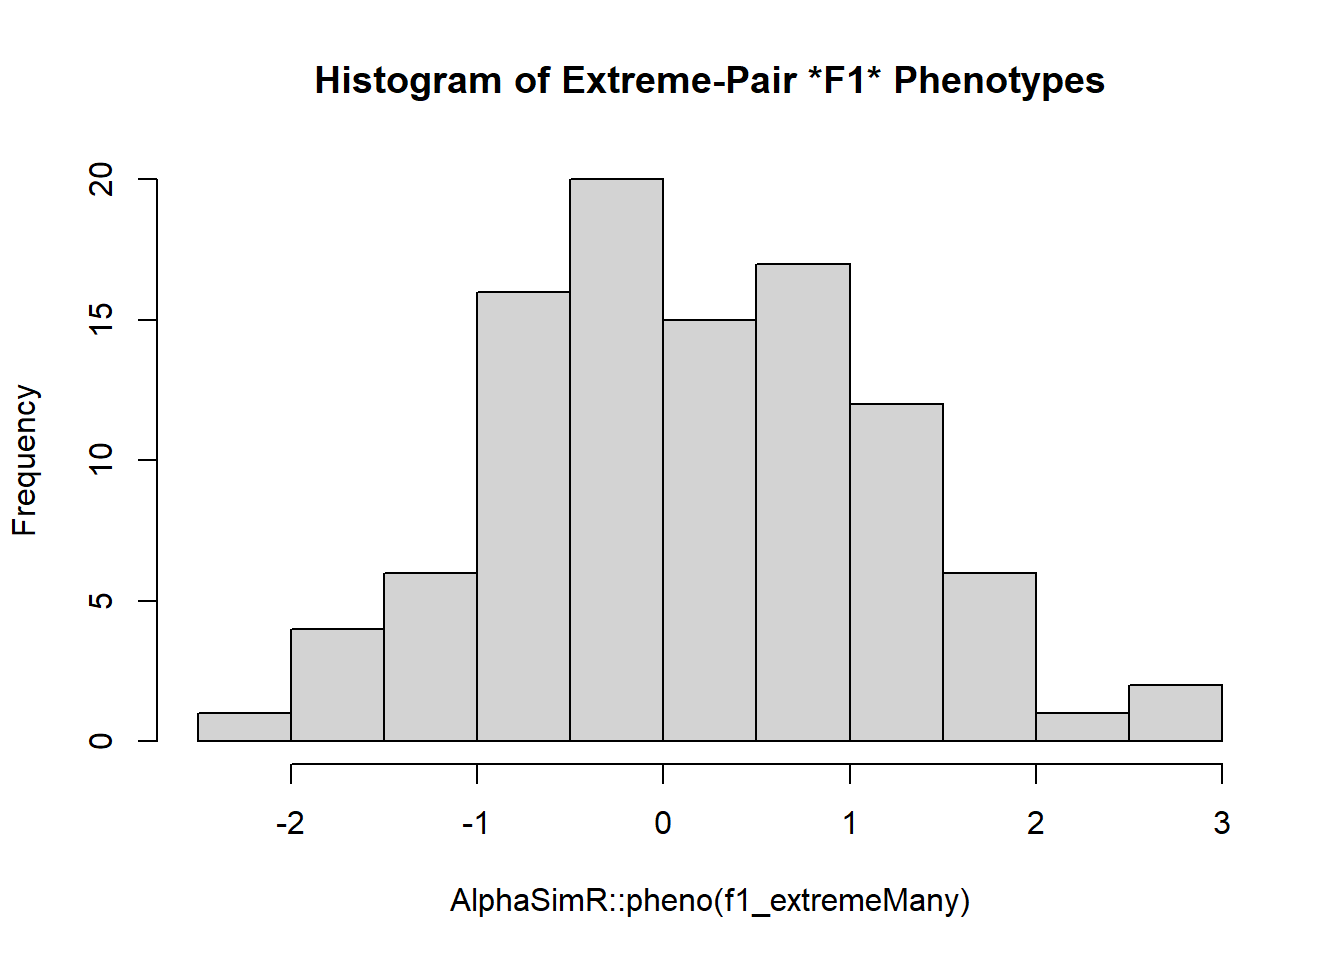 Histogram of Extreme-Pair *F1* Phenotypes
20
15
10
5
0
Frequency
-2 -1 0 1 2 3
AlphaSimR::pheno(f1_extremeMany)